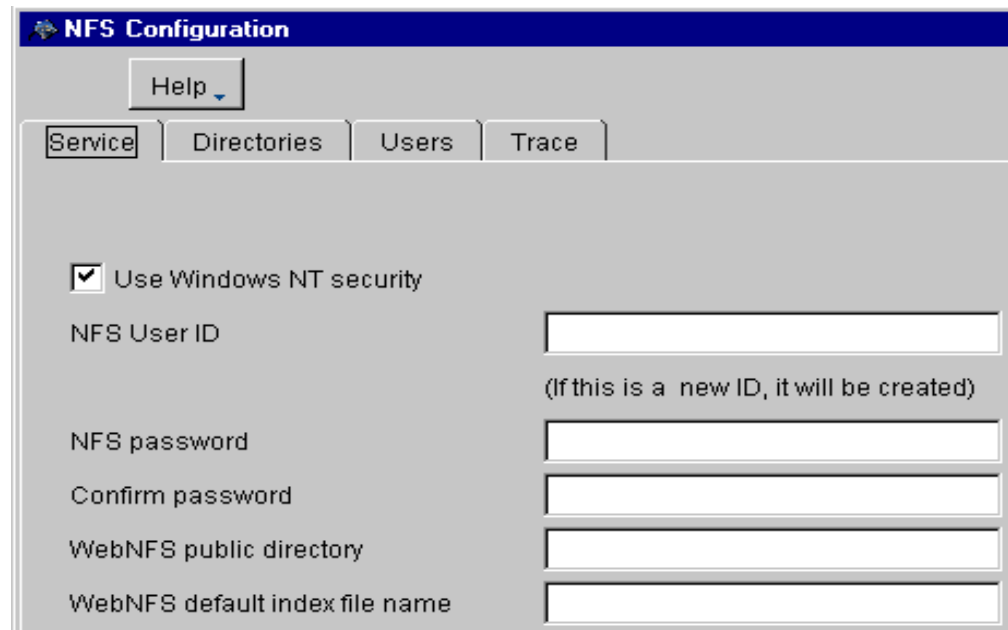 NFS Configuration
Help
Service Directories Users Trace
Use Windows NT security
NFS User ID
(If this is a new ID, it will be created)
NFS password
Confirm password
WebNFS public directory
WebNFS default index file name